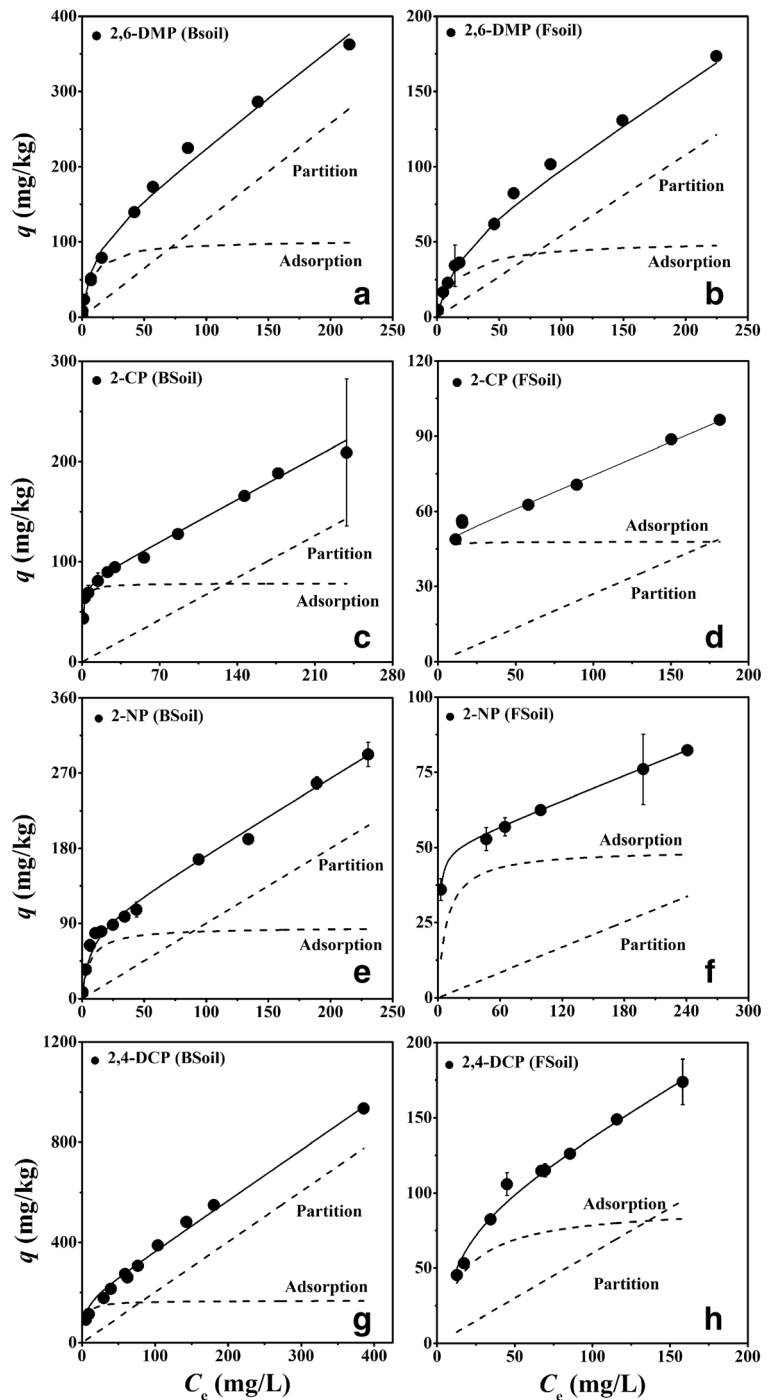 2,6-DMP (Bsoil)
q (mg/kg)
400
300
200
100
0
Partition
Adsorption
a
0 50 100 150 200 250
2,6-DMP (Fsoil)
200
150
100
50
0
Partition
Adsorption
b
0 50 100 150 200 250
2-CP (BSoil)
q (mg/kg)
300
200
100
0
Partition
Adsorption
c
0 70 140 210 280
2-CP (FSoil)
120
90
60
30
0
Adsorption
Partition
d
0 50 100 150 200
2-NP (BSoil)
q (mg/kg)
360
270
180
90
0
Partition
Adsorption
e
0 50 100 150 200 250
2-NP (FSoil)
100
75
50
25
0
Adsorption
Partition
f
0 60 120 180 240 300
2,4-DCP (BSoil)
q (mg/kg)
1200
800
400
0
Partition
Adsorption
g
0 100 200 300 400
Ce (mg/L)
2,4-DCP (FSoil)
200
150
100
50
0
Adsorption
Partition
h
0 50 100 150 200
Ce (mg/L)